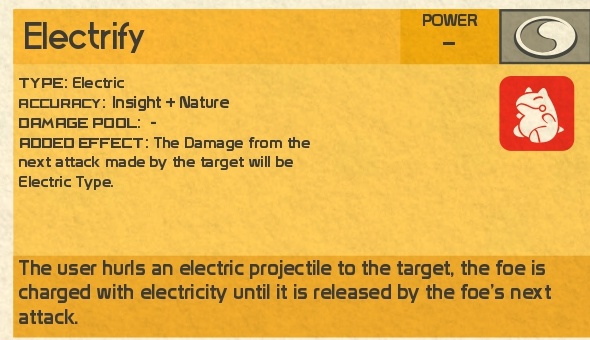 Electrify
POWER
–
TYPE: Electric
ACCURACY: Insight + Nature
DAMAGE POOL: -
ADDED EFFECT: The Damage from the
next attack made by the target will be
Electric Type.
The user hurls an electric projectile to the target, the foe is
charged with electricity until it is released by the foe's next
attack.